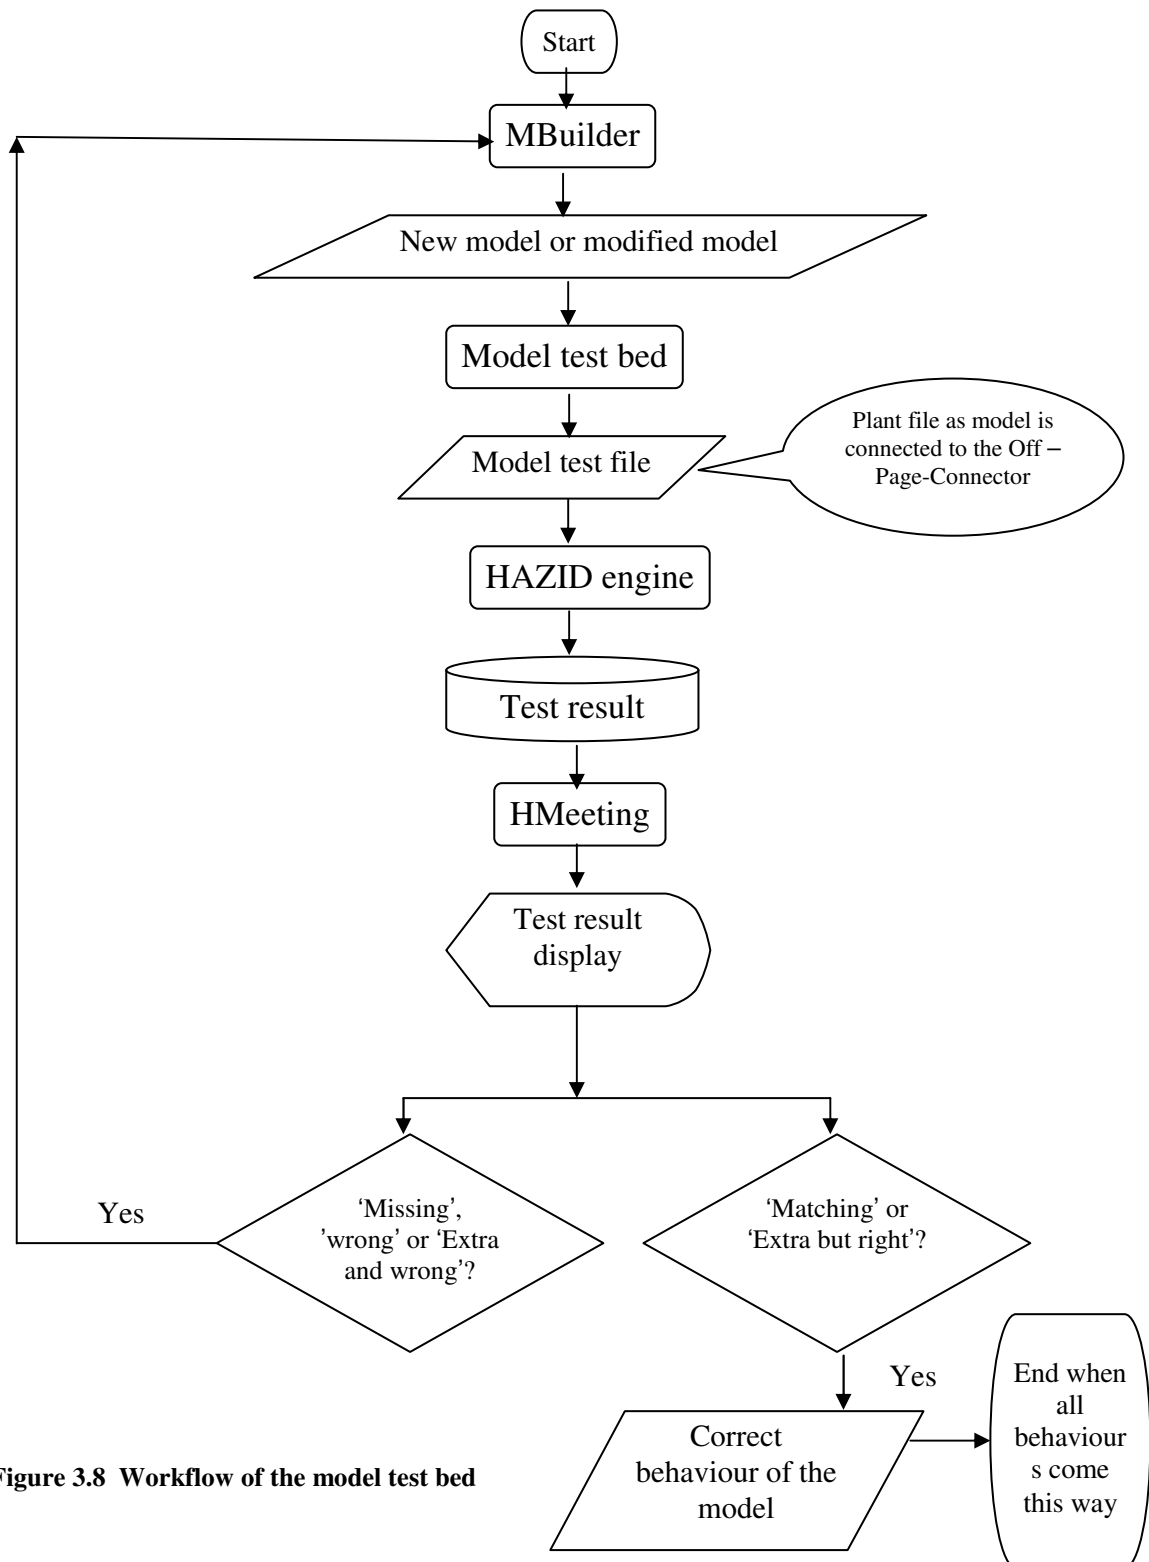 Start
MBuilder
New model or modified model
Model test bed
Model test file
Plant file as model is
connected to the Off –
Page-Connector
HAZID engine
Test result
HMeeting
Test result
display
Yes
‘Missing’,
’wrong’ or ‘Extra
and wrong’?
‘Matching’ or
‘Extra but right’?
Yes
Correct
behaviour of the
model
End when
all
behaviour
s come
this way
Figure 3.8 Workflow of the model test bed